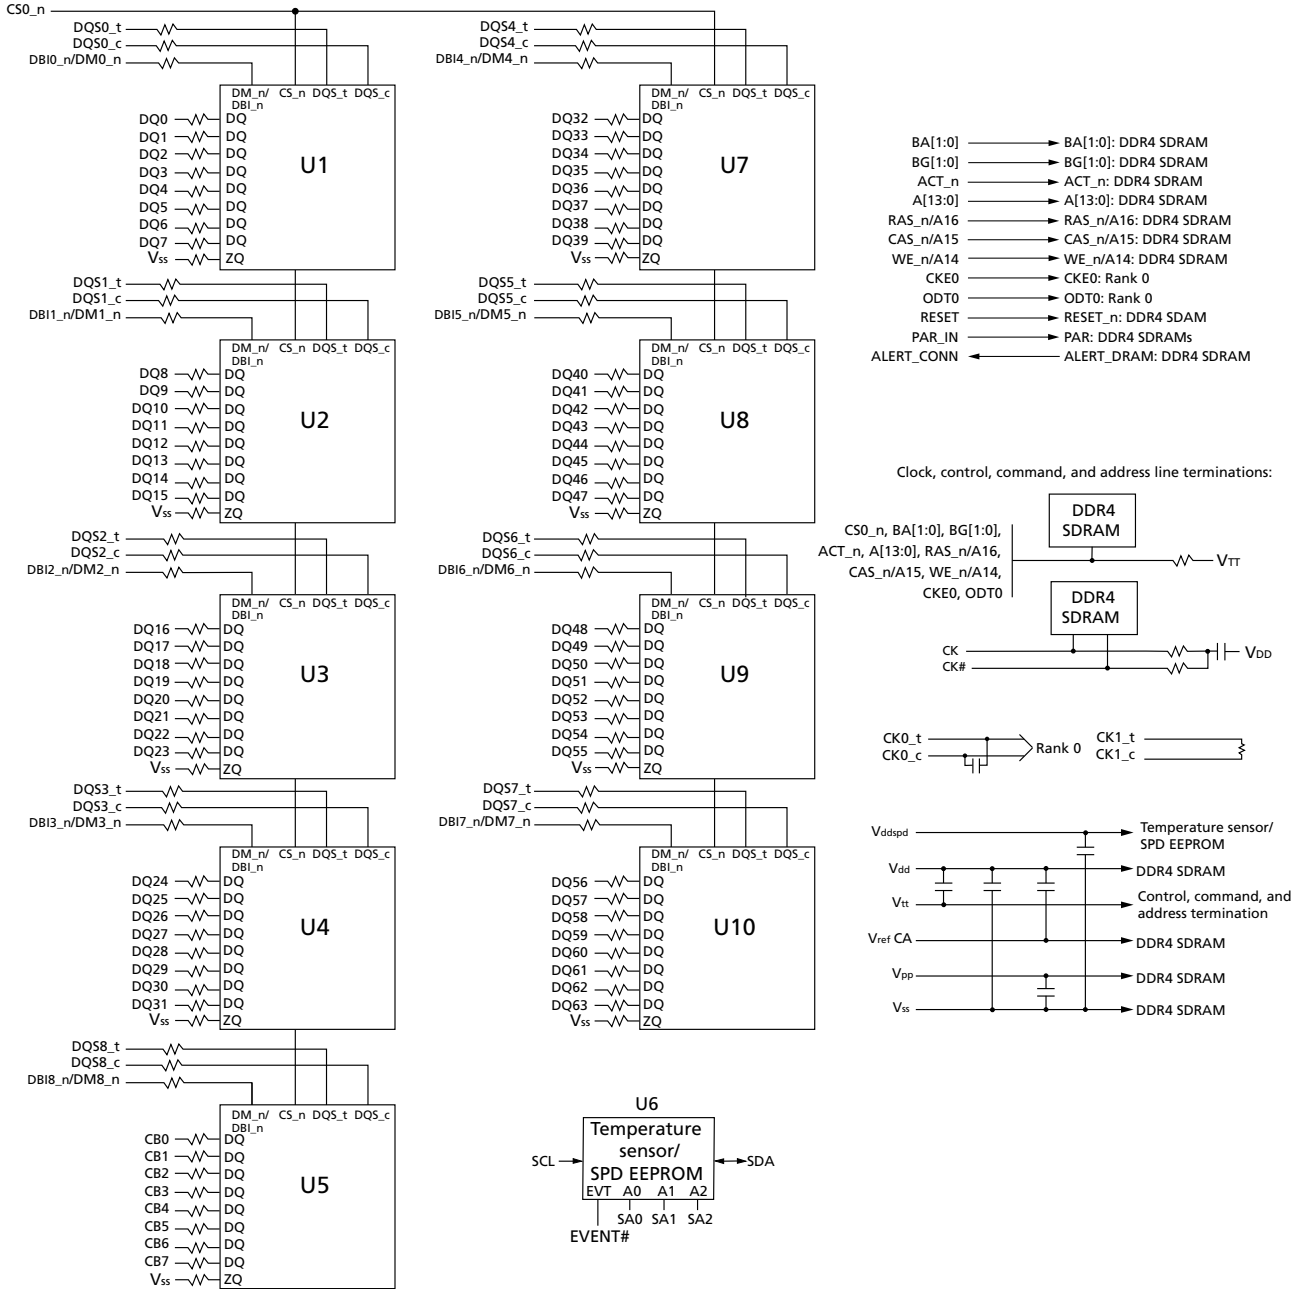 CS0_n
DQS0_t
DQS0_c
DBI0_n/DM0_n
DM_n/ CS_n DQS_t DQS_c
DBI_n
DQ0 DQ
DQ1 DQ
DQ2 DQ
DQ3 DQ
DQ4 DQ
DQ5 DQ
DQ6 DQ
DQ7 DQ
Vss ZQ
U1
DQS1_t
DQS1_c
DBI1_n/DM1_n
DM_n/ CS_n DQS_t DQS_c
DBI_n
DQ8 DQ
DQ9 DQ
DQ10 DQ
DQ11 DQ
DQ12 DQ
DQ13 DQ
DQ14 DQ
DQ15 DQ
Vss ZQ
U2
DQS2_t
DQS2_c
DBI2_n/DM2_n
DM_n/ CS_n DQS_t DQS_c
DBI_n
DQ16 DQ
DQ17 DQ
DQ18 DQ
DQ19 DQ
DQ20 DQ
DQ21 DQ
DQ22 DQ
DQ23 DQ
Vss ZQ
U3
DQS3_t
DQS3_c
DBI3_n/DM3_n
DM_n/ CS_n DQS_t DQS_c
DBI_n
DQ24 DQ
DQ25 DQ
DQ26 DQ
DQ27 DQ
DQ28 DQ
DQ29 DQ
DQ30 DQ
DQ31 DQ
Vss ZQ
U4
DQS8_t
DQS8_c
DBI8_n/DM8_n
DM_n/ CS_n DQS_t DQS_c
DBI_n
CB0 DQ
CB1 DQ
CB2 DQ
CB3 DQ
CB4 DQ
CB5 DQ
CB6 DQ
CB7 DQ
Vss ZQ
U5
DQS4_t
DQS4_c
DBI4_n/DM4_n
DM_n/ CS_n DQS_t DQS_c
DBI_n
DQ32 DQ
DQ33 DQ
DQ34 DQ
DQ35 DQ
DQ36 DQ
DQ37 DQ
DQ38 DQ
DQ39 DQ
Vss ZQ
U7
DQS5_t
DQS5_c
DBI5_n/DM5_n
DM_n/ CS_n DQS_t DQS_c
DBI_n
DQ40 DQ
DQ41 DQ
DQ42 DQ
DQ43 DQ
DQ44 DQ
DQ45 DQ
DQ46 DQ
DQ47 DQ
Vss ZQ
U8
DQS6_t
DQS6_c
DBI6_n/DM6_n
DM_n/ CS_n DQS_t DQS_c
DBI_n
DQ48 DQ
DQ49 DQ
DQ50 DQ
DQ51 DQ
DQ52 DQ
DQ53 DQ
DQ54 DQ
DQ55 DQ
Vss ZQ
U9
DQS7_t
DQS7_c
DBI7_n/DM7_n
DM_n/ CS_n DQS_t DQS_c
DBI_n
DQ56 DQ
DQ57 DQ
DQ58 DQ
DQ59 DQ
DQ60 DQ
DQ61 DQ
DQ62 DQ
DQ63 DQ
Vss ZQ
U10
U6
Temperature
sensor/
SPD EEPROM
SCL SDA
EVT A0 A1 A2
SA0 SA1 SA2
EVENT#
BA[1:0] BA[1:0]: DDR4 SDRAM
BG[1:0] BG[1:0]: DDR4 SDRAM
ACT_n ACT_n: DDR4 SDRAM
A[13:0] A[13:0]: DDR4 SDRAM
RAS_n/A16 RAS_n/A16: DDR4 SDRAM
CAS_n/A15 CAS_n/A15: DDR4 SDRAM
WE_n/A14 WE_n/A14: DDR4 SDRAM
CKE0 CKE0: Rank 0
ODT0 ODT0: Rank 0
RESET RESET_n: DDR4 SDAM
PAR_IN PAR: DDR4 SDRAMs
ALERT_CONN ALERT_DRAM: DDR4 SDRAM
Clock, control, command, and address line terminations:
DDR4
SDRAM
CS0_n, BA[1:0], BG[1:0],
ACT_n, A[13:0], RAS_n/A16,
CAS_n/A15, WE_n/A14,
CKE0, ODT0
VTT
DDR4
SDRAM
CK
CK#
VDD
CK0_t
CK0_c
Rank 0
CK1_t
CK1_c
Vddspd Temperature sensor/
SPD EEPROM
Vdd DDR4 SDRAM
Vtt Control, command, and
address termination
Vref CA DDR4 SDRAM
Vpp DDR4 SDRAM
Vss DDR4 SDRAM